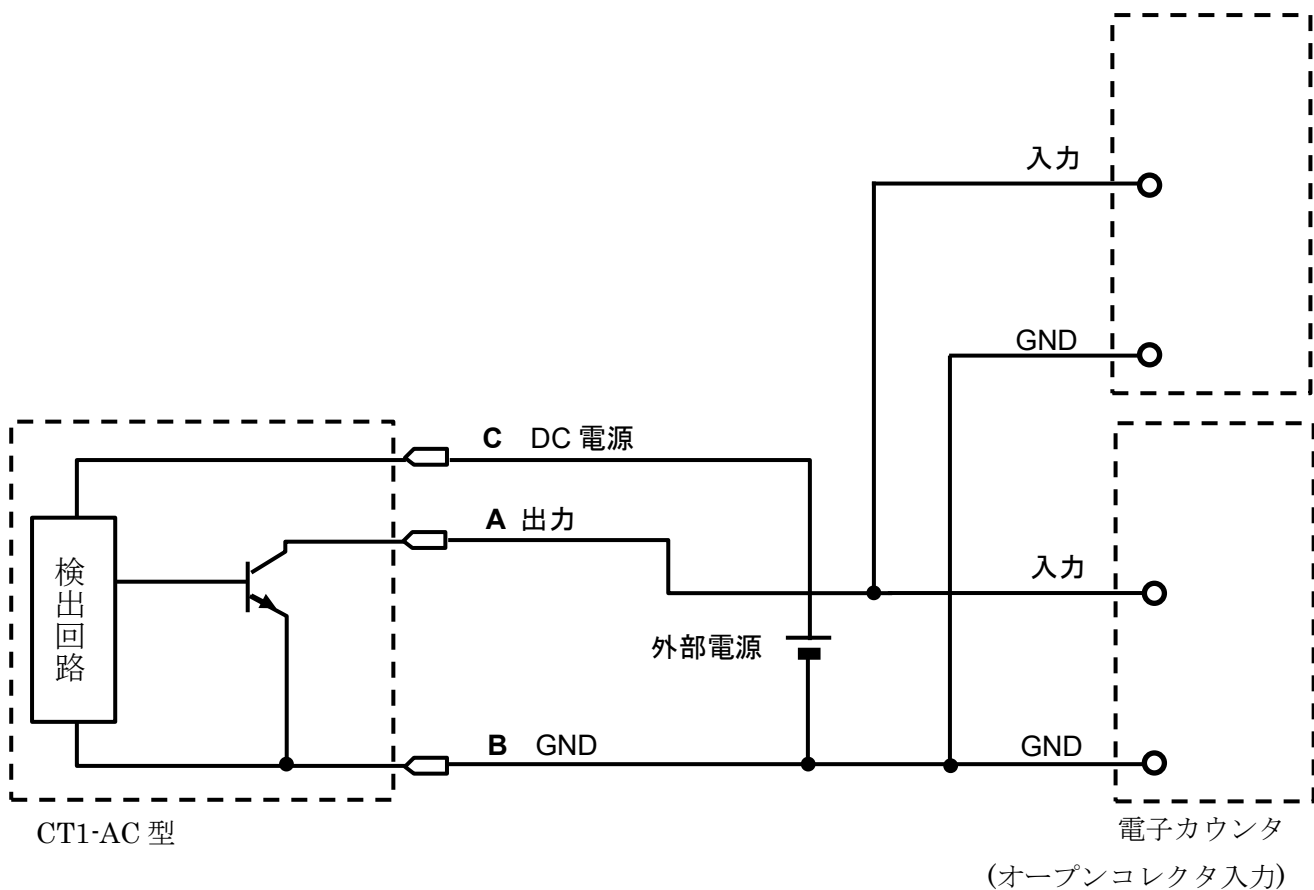 入力
GND
C DC 電源
A 出力
検出回路
入力
外部電源
B GND
GND
CT1-AC 型
電子カウンタ
(オープンコレクタ入力)